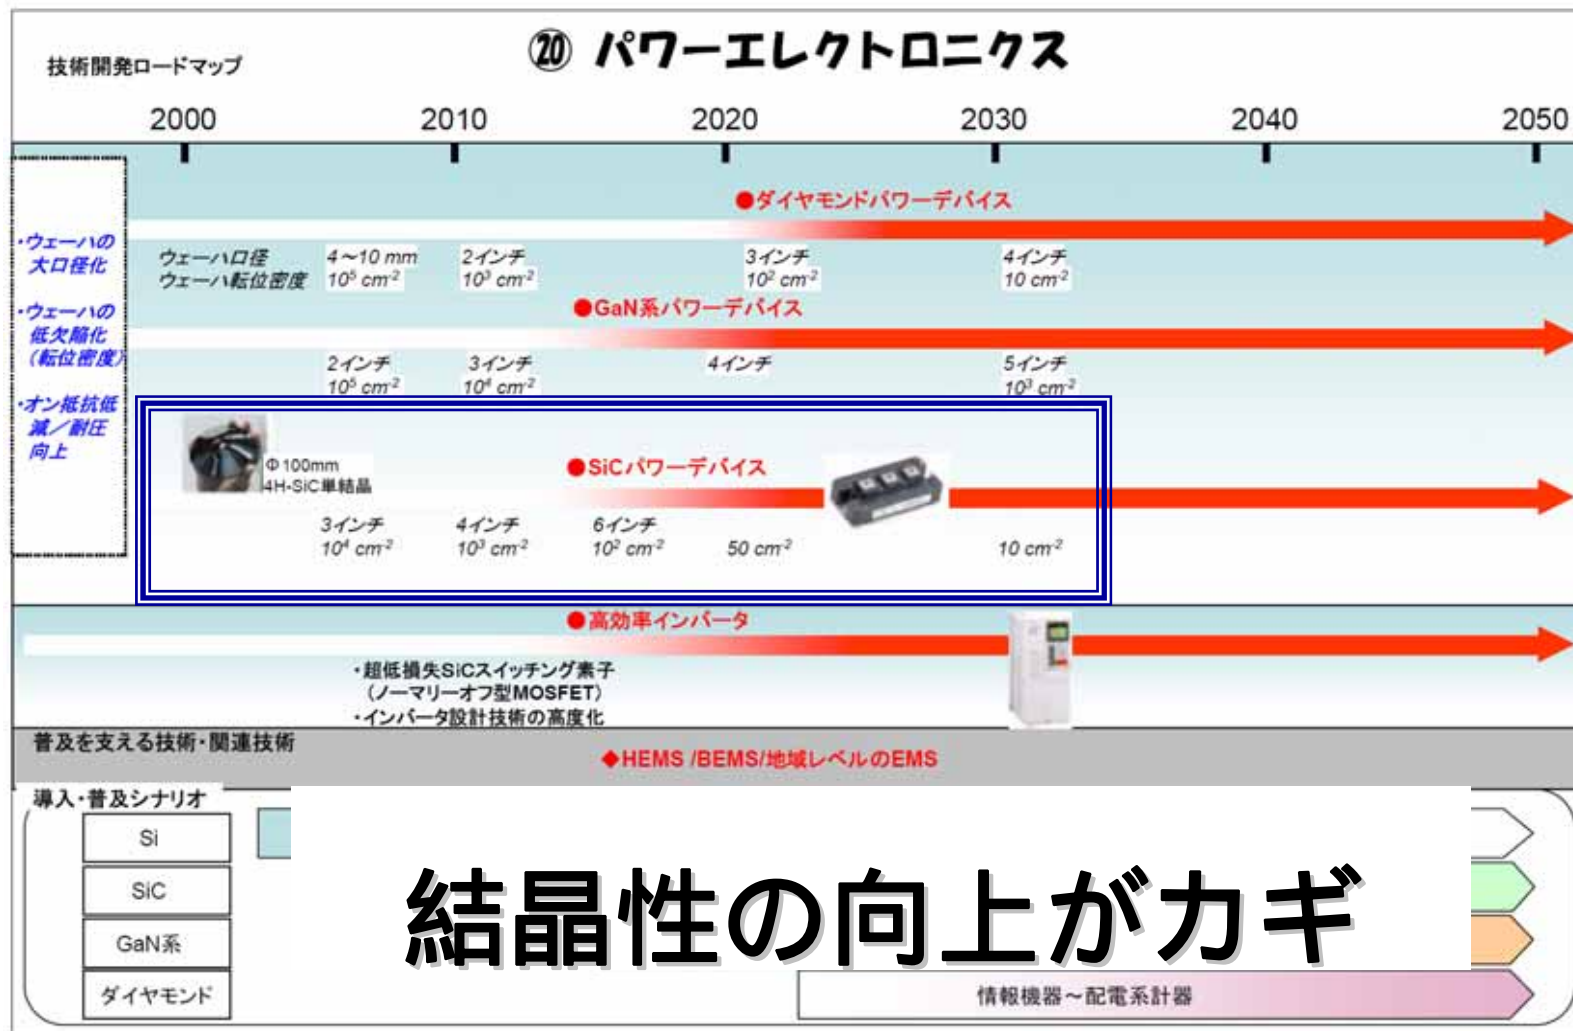 技術開発ロードマップ
⑳ パワーエレクトロニクス
2000 2010 2020 2030 2040 2050
・ウェーハの
大口径化
・ウェーハの
低欠陥化
(転位密度)
・オン抵抗低
減/耐圧
向上
●ダイヤモンドパワーデバイス
ウェーハ口径 4~10 mm 2インチ 3インチ 4インチ
ウェーハ転位密度 10⁵ cm⁻² 10³ cm⁻² 10² cm⁻² 10 cm⁻²
●GaN系パワーデバイス
2インチ 3インチ 4インチ 5インチ
10⁵ cm⁻² 10⁴ cm⁻² 10³ cm⁻²
Φ100mm
4H-SiC単結晶
●SiCパワーデバイス
3インチ 4インチ 6インチ
10⁴ cm⁻² 10³ cm⁻² 10² cm⁻² 50 cm⁻² 10 cm⁻²
●高効率インバータ
・超低損失SiCスイッチング素子
(ノーマリーオフ型MOSFET)
・インバータ設計技術の高度化
普及を支える技術・関連技術
◆HEMS /BEMS/地域レベルのEMS
導入・普及シナリオ
Si
SiC
GaN系
ダイヤモンド
結晶性の向上がカギ
情報機器~配電系計器